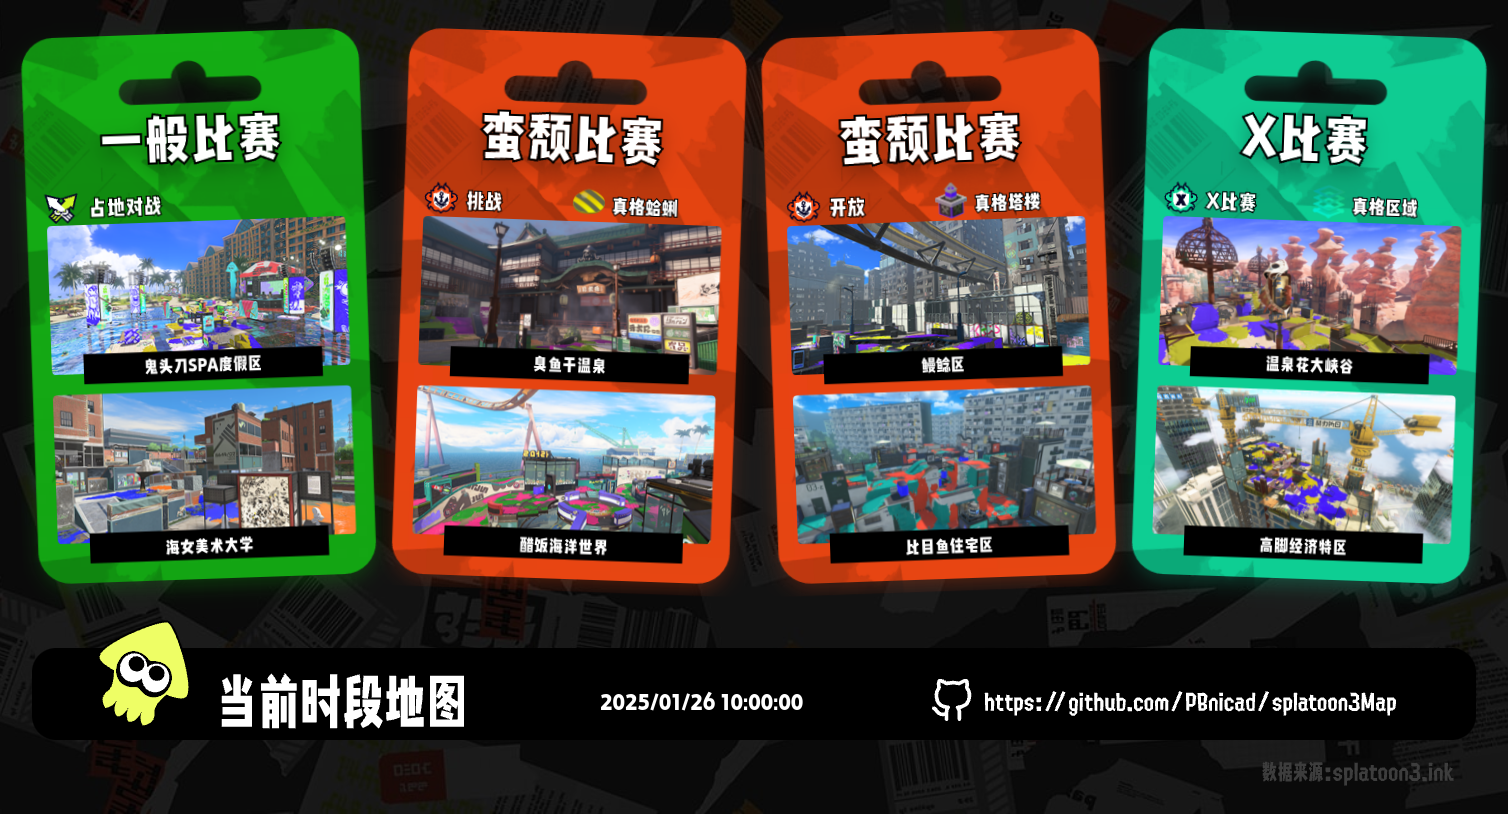 一般比赛
占地对战
鬼头刀SPA度假区
海女美术大学
蛮颓比赛
挑战
真格蛤蜊
臭鱼干温泉
醋饭海洋世界
蛮颓比赛
开放
真格塔楼
鳗鲶区
比目鱼住宅区
X比赛
X比赛
真格区域
温泉花大峡谷
高脚经济特区
当前时段地图
2025/01/26 10:00:00
https://github.com/PBnicad/splatoon3Map
数据来源:splatoon3.ink